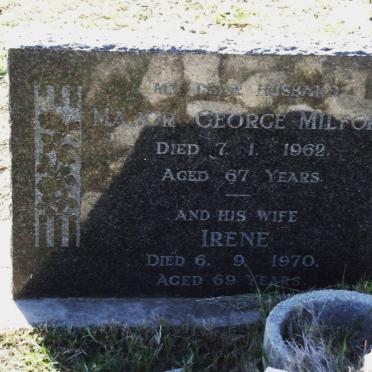 MY DEAR HUSBAND
MAJOR GEORGE MILFO
DIED 7. 1. 1962.
AGED 67 YEARS.
AND HIS WIFE
IRENE
DIED 6. 9. 1970.
AGED 69 YEARS.